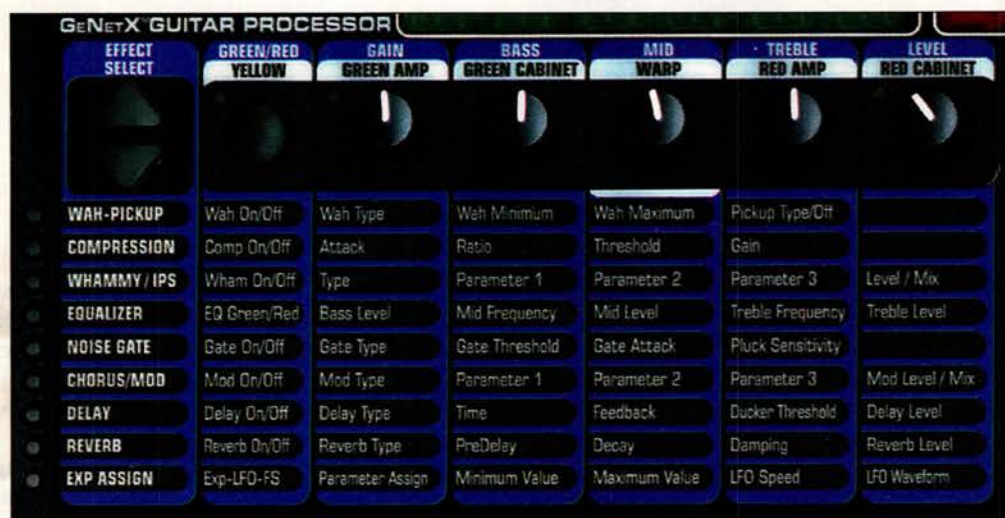 GENETX™ GUITAR PROCESSOR
EFFECT SELECT GREEN/RED GAIN BASS MID TREBLE LEVEL
YELLOW GREEN AMP GREEN CABINET WARP RED AMP RED CABINET
WAH-PICKUP Wah On/Off Wah Type Wah Minimum Wah Maximum Pickup Type/Off
COMPRESSION Comp On/Off Attack Ratio Threshold Gain
WHAMMY / IPS Wham On/Off Type Parameter 1 Parameter 2 Parameter 3 Level / Mix
EQUALIZER EQ Green/Red Bass Level Mid Frequency Mid Level Treble Frequency Treble Level
NOISE GATE Gate On/Off Gate Type Gate Threshold Gate Attack Pluck Sensitivity
CHORUS/MOD Mod On/Off Mod Type Parameter 1 Parameter 2 Parameter 3 Mod Level / Mix
DELAY Delay On/Off Delay Type Time Feedback Ducker Threshold Delay Level
REVERB Reverb On/Off Reverb Type PreDelay Decay Damping Reverb Level
EXP ASSIGN Exp-LFO-FS Parameter Assign Minimum Value Maximum Value LFO Speed LFO Waveform